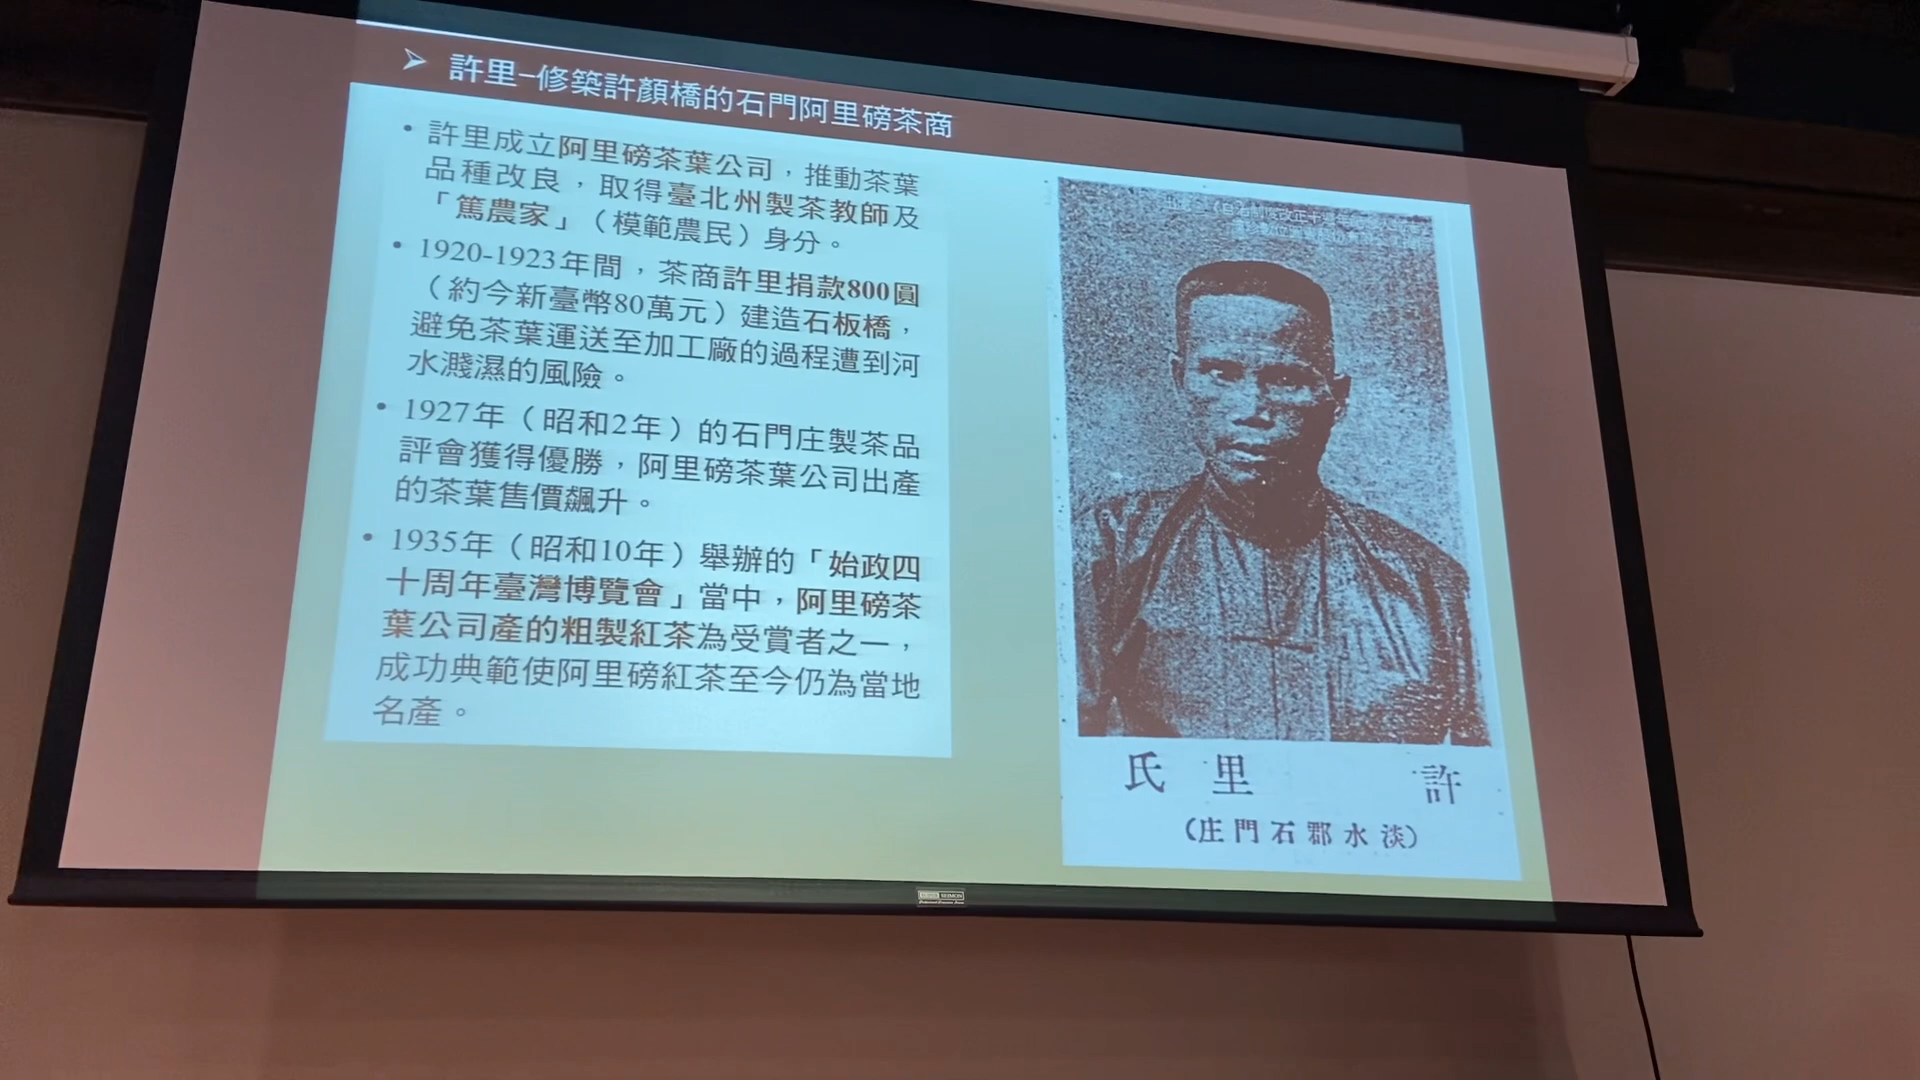 ➢ 許里–修築許顏橋的石門阿里磅茶商
• 許里成立阿里磅茶葉公司，推動茶葉
品種改良，取得臺北州製茶教師及
「篤農家」（模範農民）身分。
• 1920-1923年間，茶商許里捐款800圓
（約今新臺幣80萬元）建造石板橋，
避免茶葉運送至加工廠的過程遭到河
水濺濕的風險。
• 1927年（昭和2年）的石門庄製茶品
評會獲得優勝，阿里磅茶葉公司出產
的茶葉售價飆升。
• 1935年（昭和10年）舉辦的「始政四
十周年臺灣博覽會」當中，阿里磅茶
葉公司產的粗製紅茶為受賞者之一，
成功典範使阿里磅紅茶至今仍為當地
名產。
氏 里 許
（庄門石郡水淡）